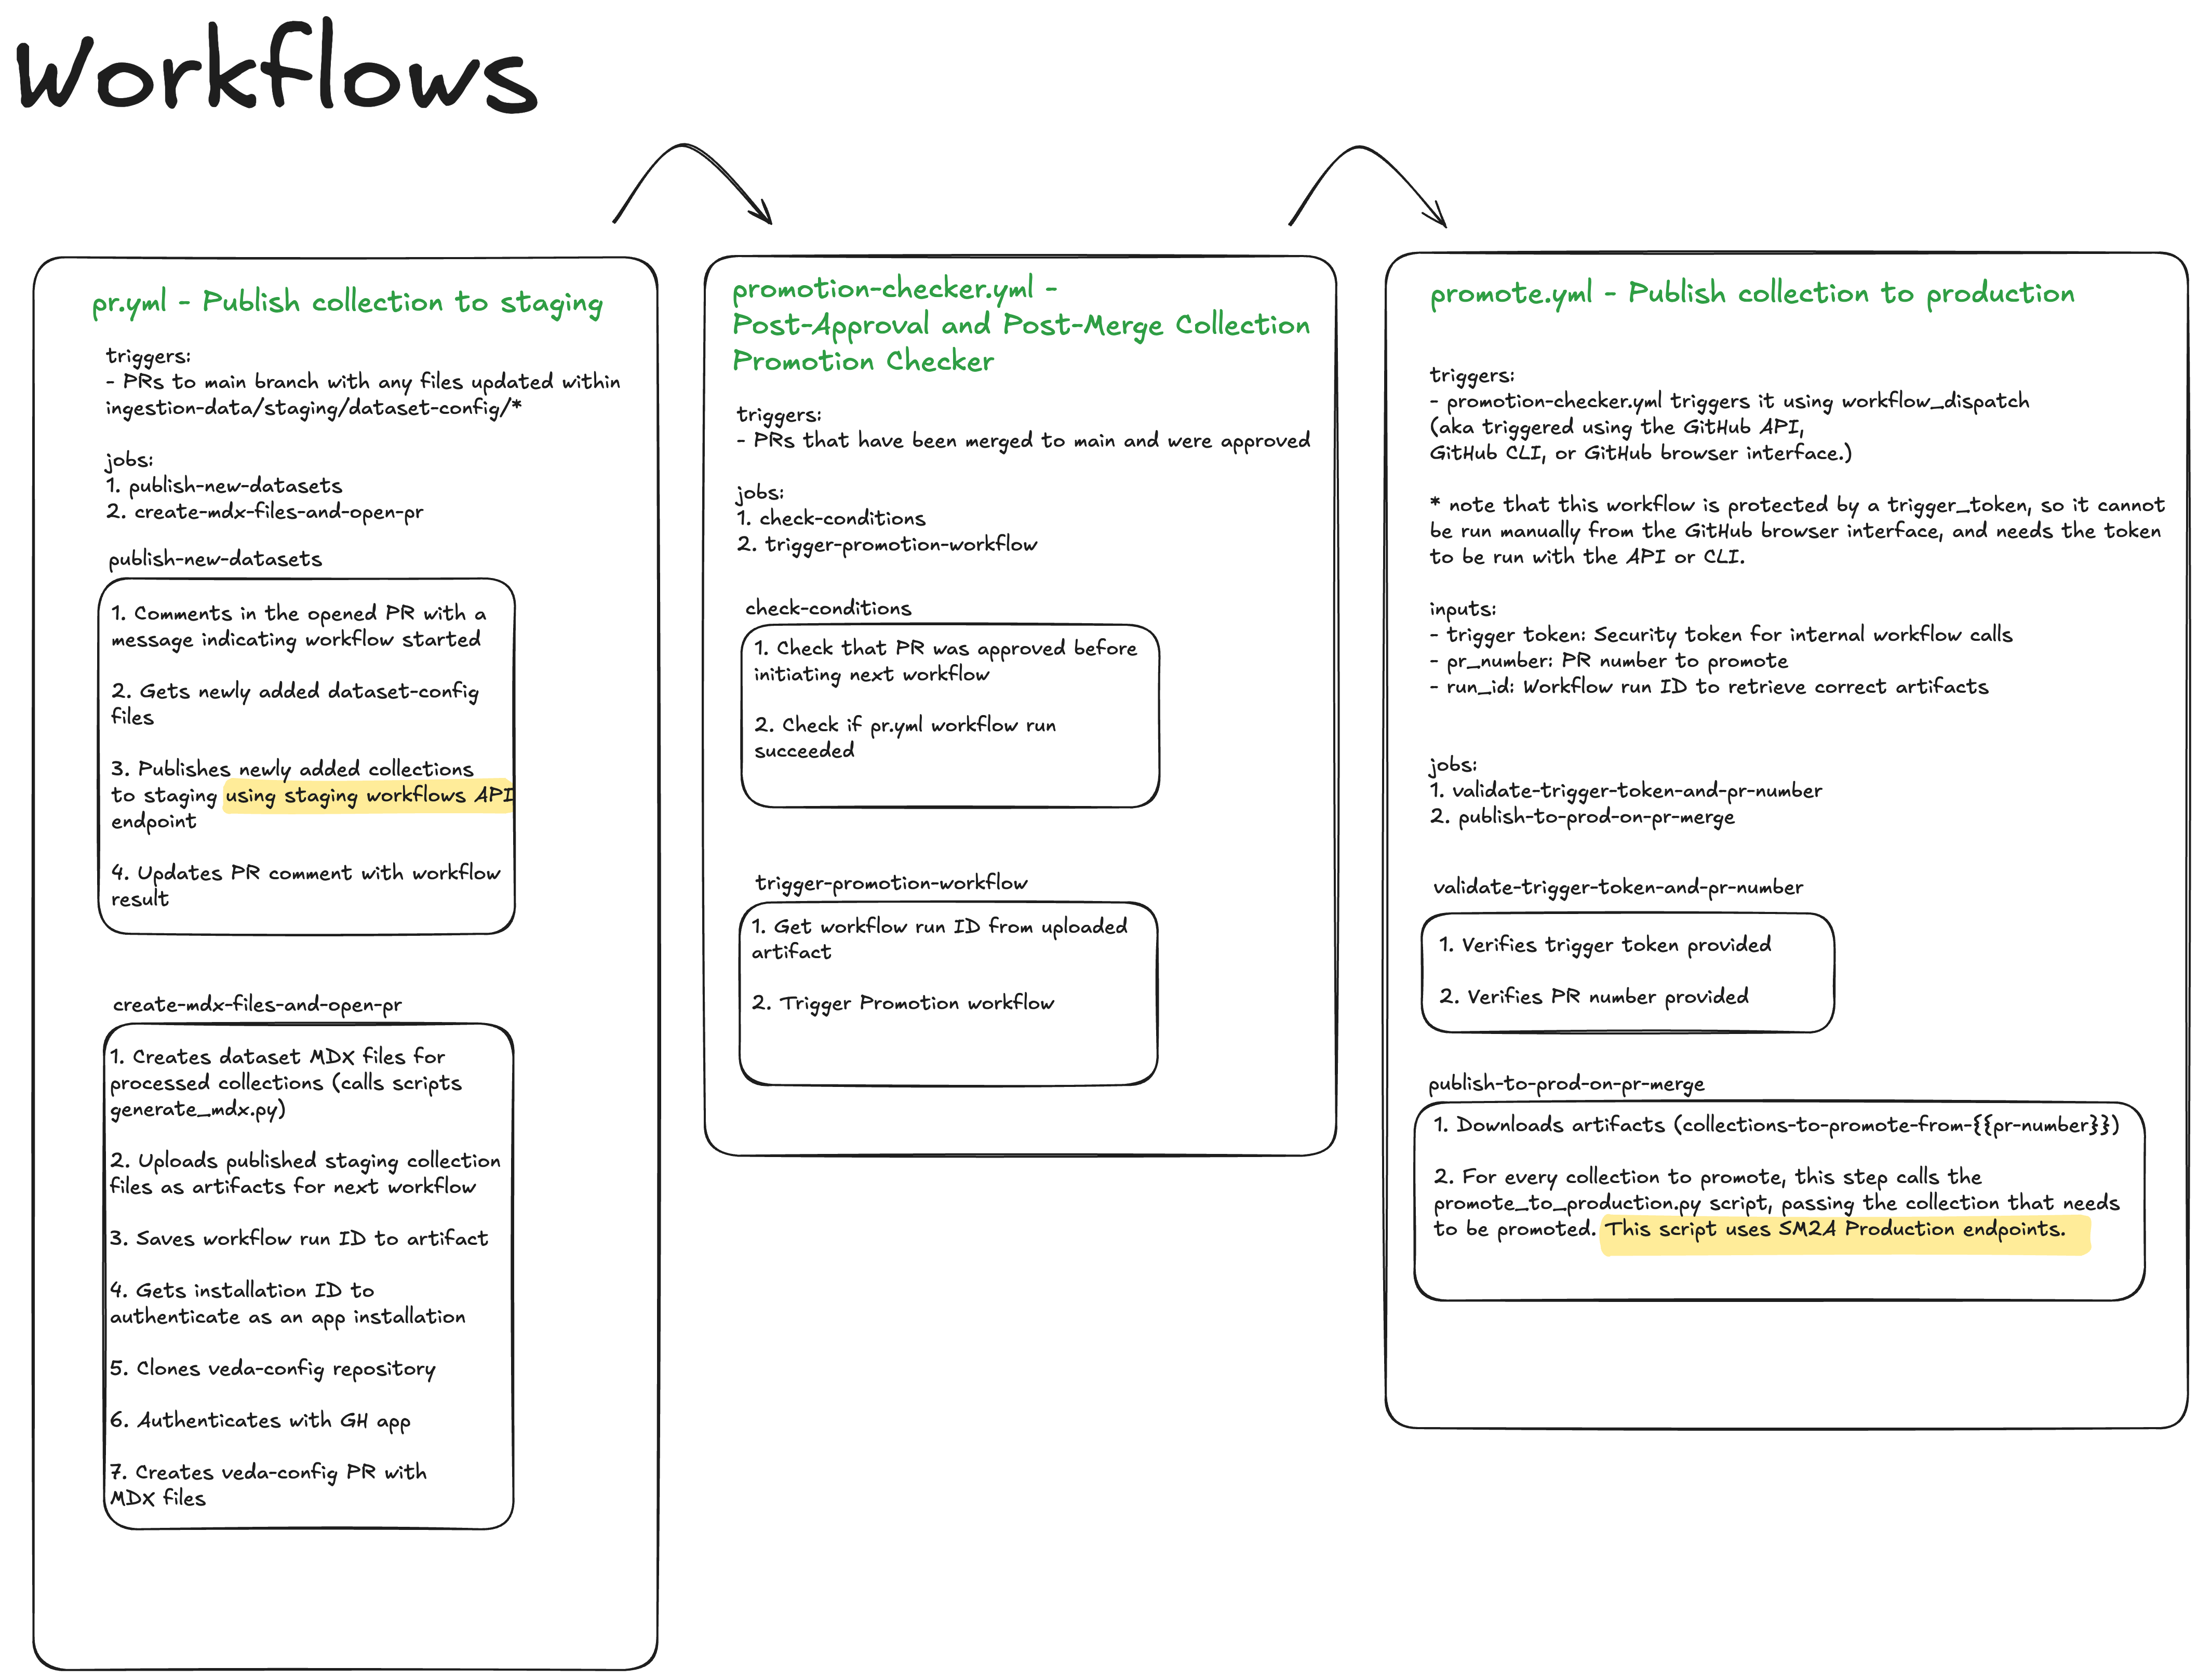 Workflows
pr.yml - Publish collection to staging
triggers:
- PRs to main branch with any files updated within
ingestion-data/staging/dataset-config/*
jobs:
1. publish-new-datasets
2. create-mdx-files-and-open-pr
publish-new-datasets
1. Comments in the opened PR with a
message indicating workflow started
2. Gets newly added dataset-config
files
3. Publishes newly added collections
to staging using staging workflows API
endpoint
4. Updates PR comment with workflow
result
create-mdx-files-and-open-pr
1. Creates dataset MDX files for
processed collections (calls scripts
generate_mdx.py)
2. Uploads published staging collection
files as artifacts for next workflow
3. Saves workflow run ID to artifact
4. Gets installation ID to
authenticate as an app installation
5. Clones veda-config repository
6. Authenticates with GH app
7. Creates veda-config PR with
MDX files
promotion-checker.yml -
Post-Approval and Post-Merge Collection
Promotion Checker
triggers:
- PRs that have been merged to main and were approved
jobs:
1. check-conditions
2. trigger-promotion-workflow
check-conditions
1. Check that PR was approved before
initiating next workflow
2. Check if pr.yml workflow run
succeeded
trigger-promotion-workflow
1. Get workflow run ID from uploaded
artifact
2. Trigger Promotion workflow
promote.yml - Publish collection to production
triggers:
- promotion-checker.yml triggers it using workflow_dispatch
(aka triggered using the GitHub API,
GitHub CLI, or GitHub browser interface.)
* note that this workflow is protected by a trigger_token, so it cannot
be run manually from the GitHub browser interface, and needs the token
to be run with the API or CLI.
inputs:
- trigger token: Security token for internal workflow calls
- pr_number: PR number to promote
- run_id: Workflow run ID to retrieve correct artifacts
jobs:
1. validate-trigger-token-and-pr-number
2. publish-to-prod-on-pr-merge
validate-trigger-token-and-pr-number
1. Verifies trigger token provided
2. Verifies PR number provided
publish-to-prod-on-pr-merge
1. Downloads artifacts (collections-to-promote-from-{{pr-number}})
2. For every collection to promote, this step calls the
promote_to_production.py script, passing the collection that needs
to be promoted. This script uses SM2A Production endpoints.